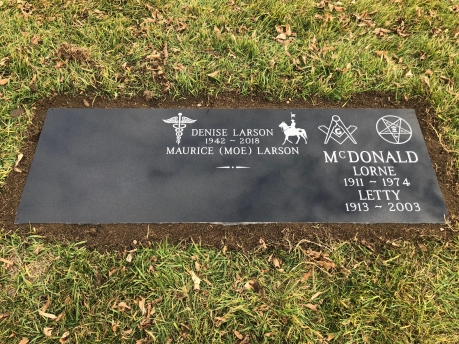 DENISE LARSON
1942 ~ 2018
MAURICE (MOE) LARSON
G
McDONALD
LORNE
1911 ~ 1974
LETTY
1913 ~ 2003